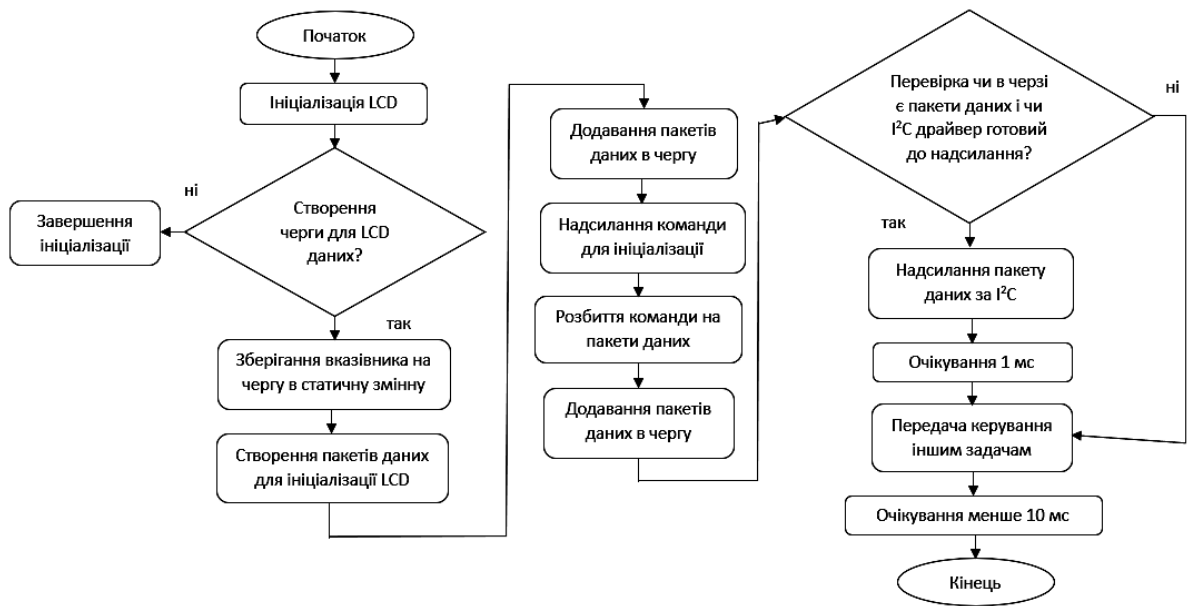 Початок
Ініціалізація LCD
Створення
черги для LCD
даних?
ні
Завершення
ініціалізації
так
Зберігання вказівника на
чергу в статичну змінну
Створення пакетів даних
для ініціалізації LCD
Додавання пакетів
даних в чергу
Надсилання команди
для ініціалізації
Розбиття команди на
пакети даних
Додавання пакетів
даних в чергу
Перевірка чи в черзі
є пакети даних і чи
I²C драйвер готовий
до надсилання?
ні
так
Надсилання пакету
даних за I²C
Очікування 1 мс
Передача керування
іншим задачам
Очікування менше 10 мс
Кінець